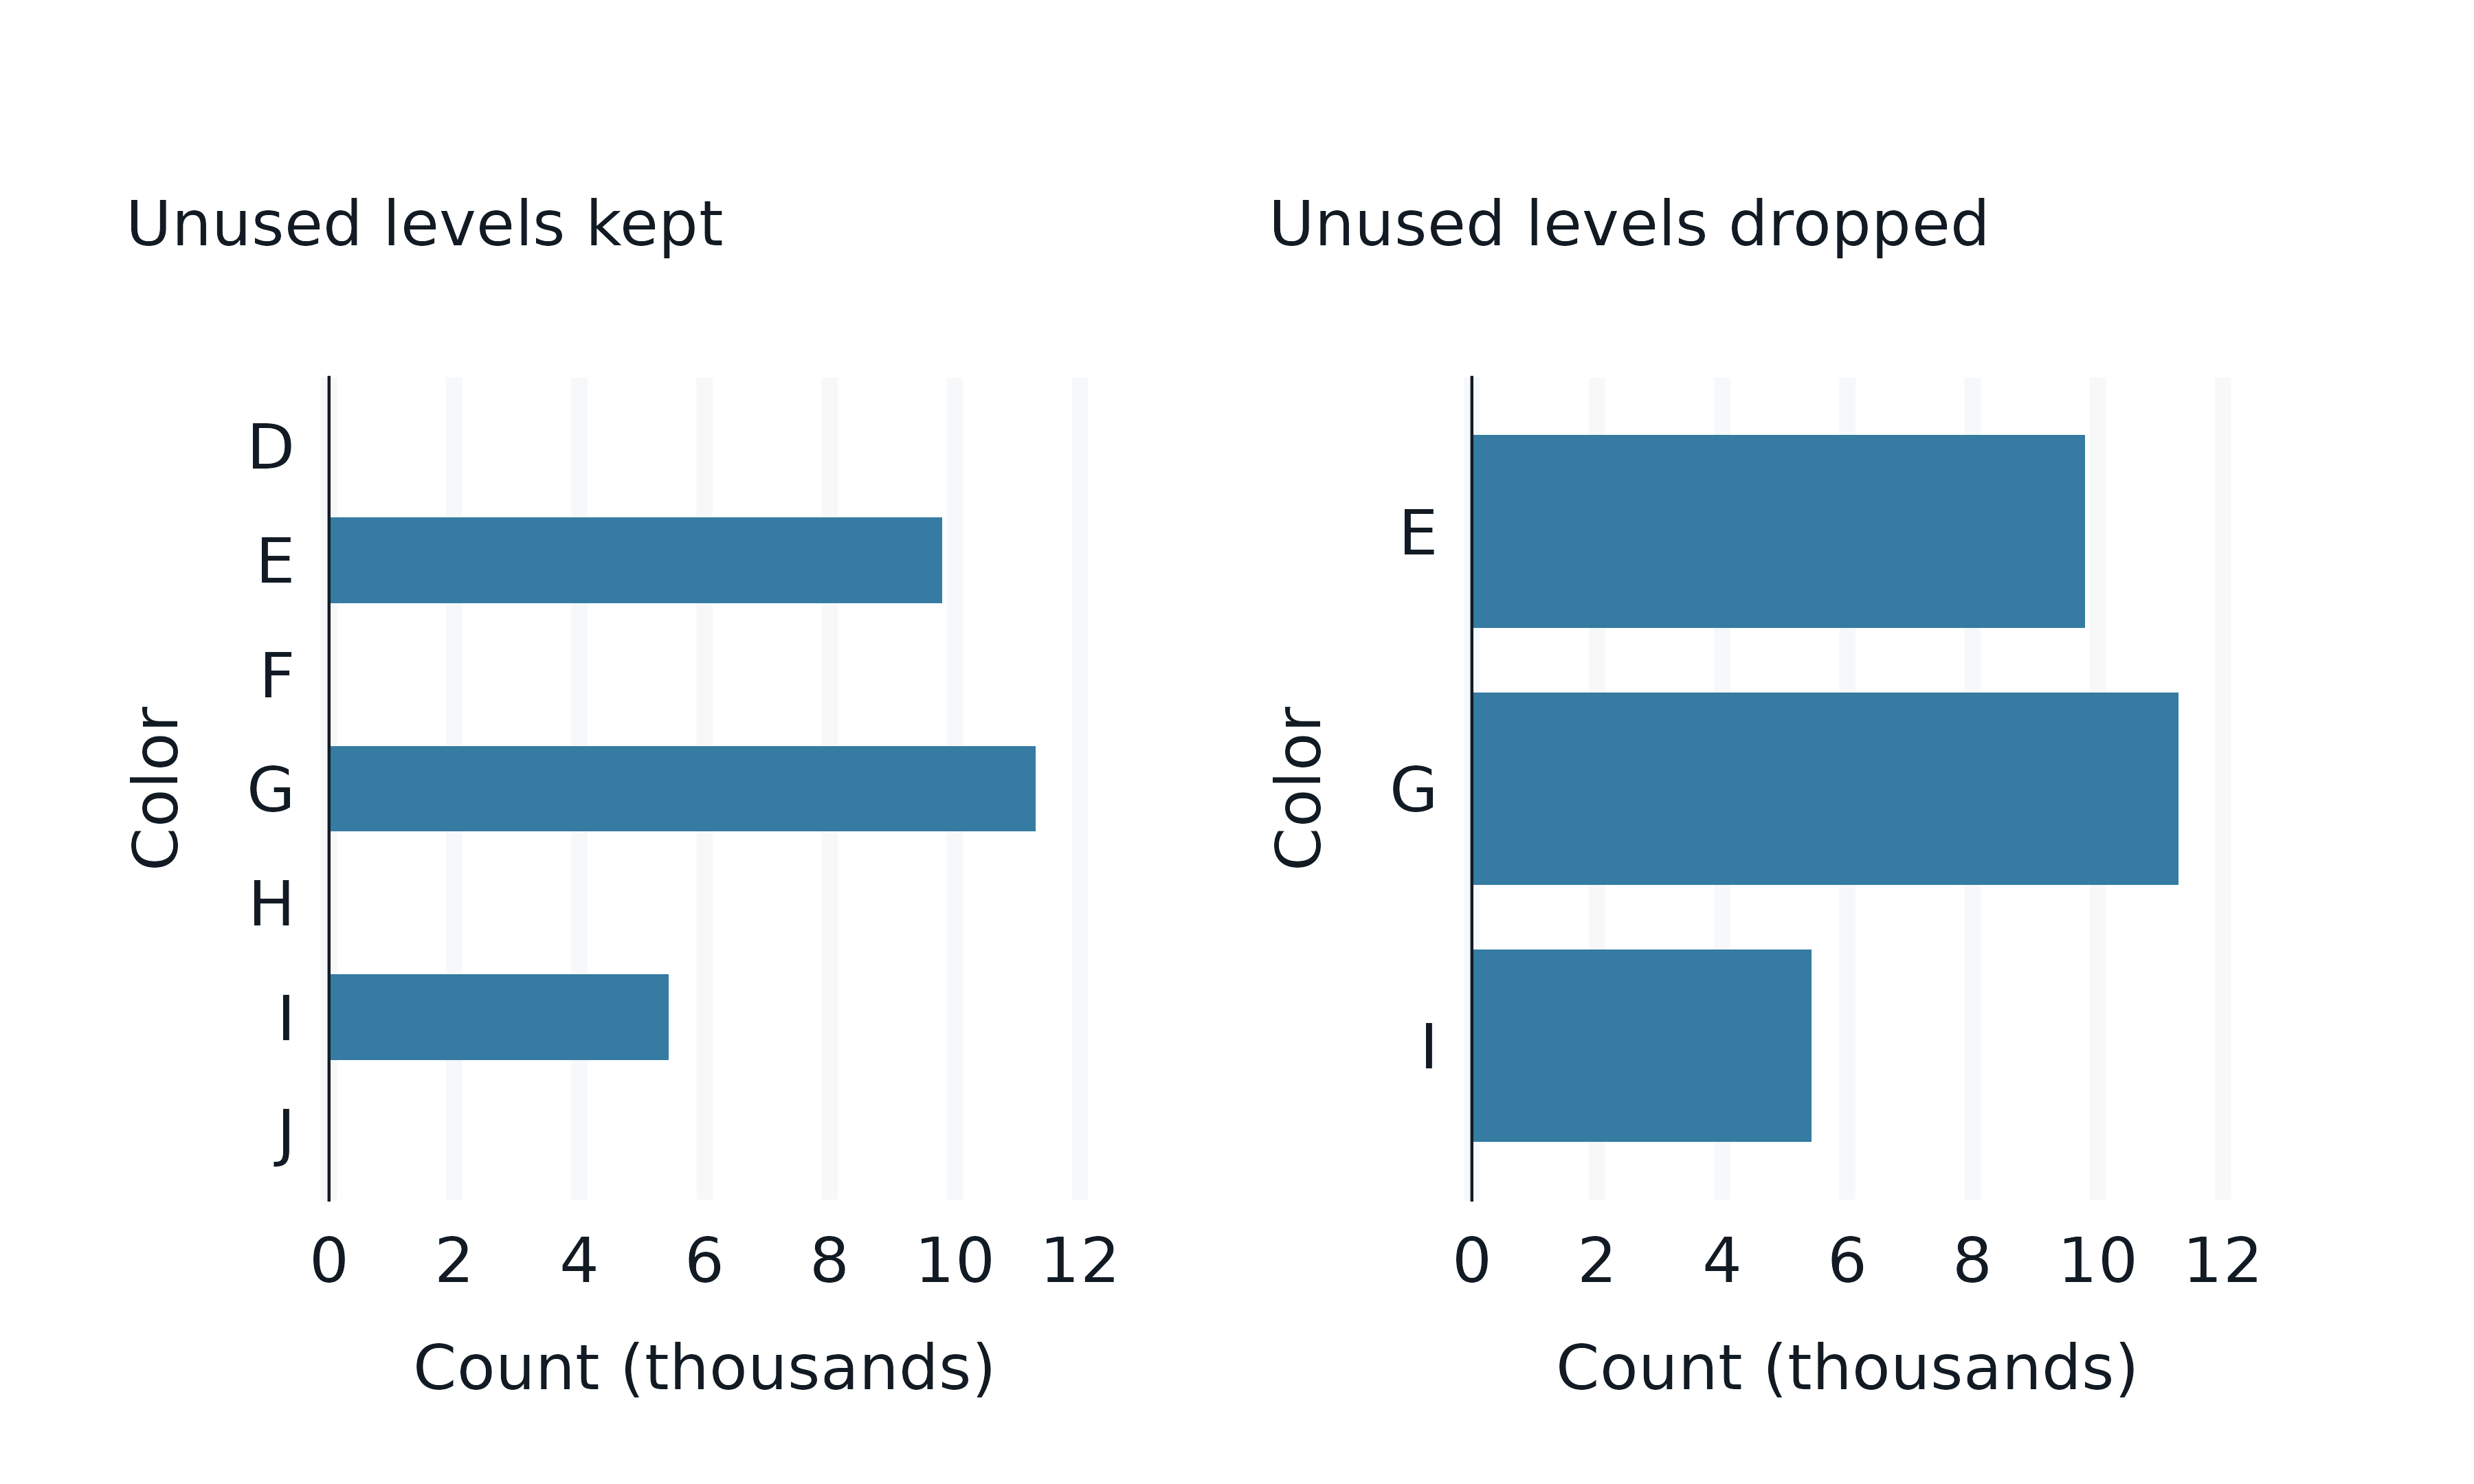 Unused levels kept
Color
D
E
F
G
H
I
J
0 2 4 6 8 10 12
Count (thousands)
Unused levels dropped
Color
E
G
I
0 2 4 6 8 10 12
Count (thousands)